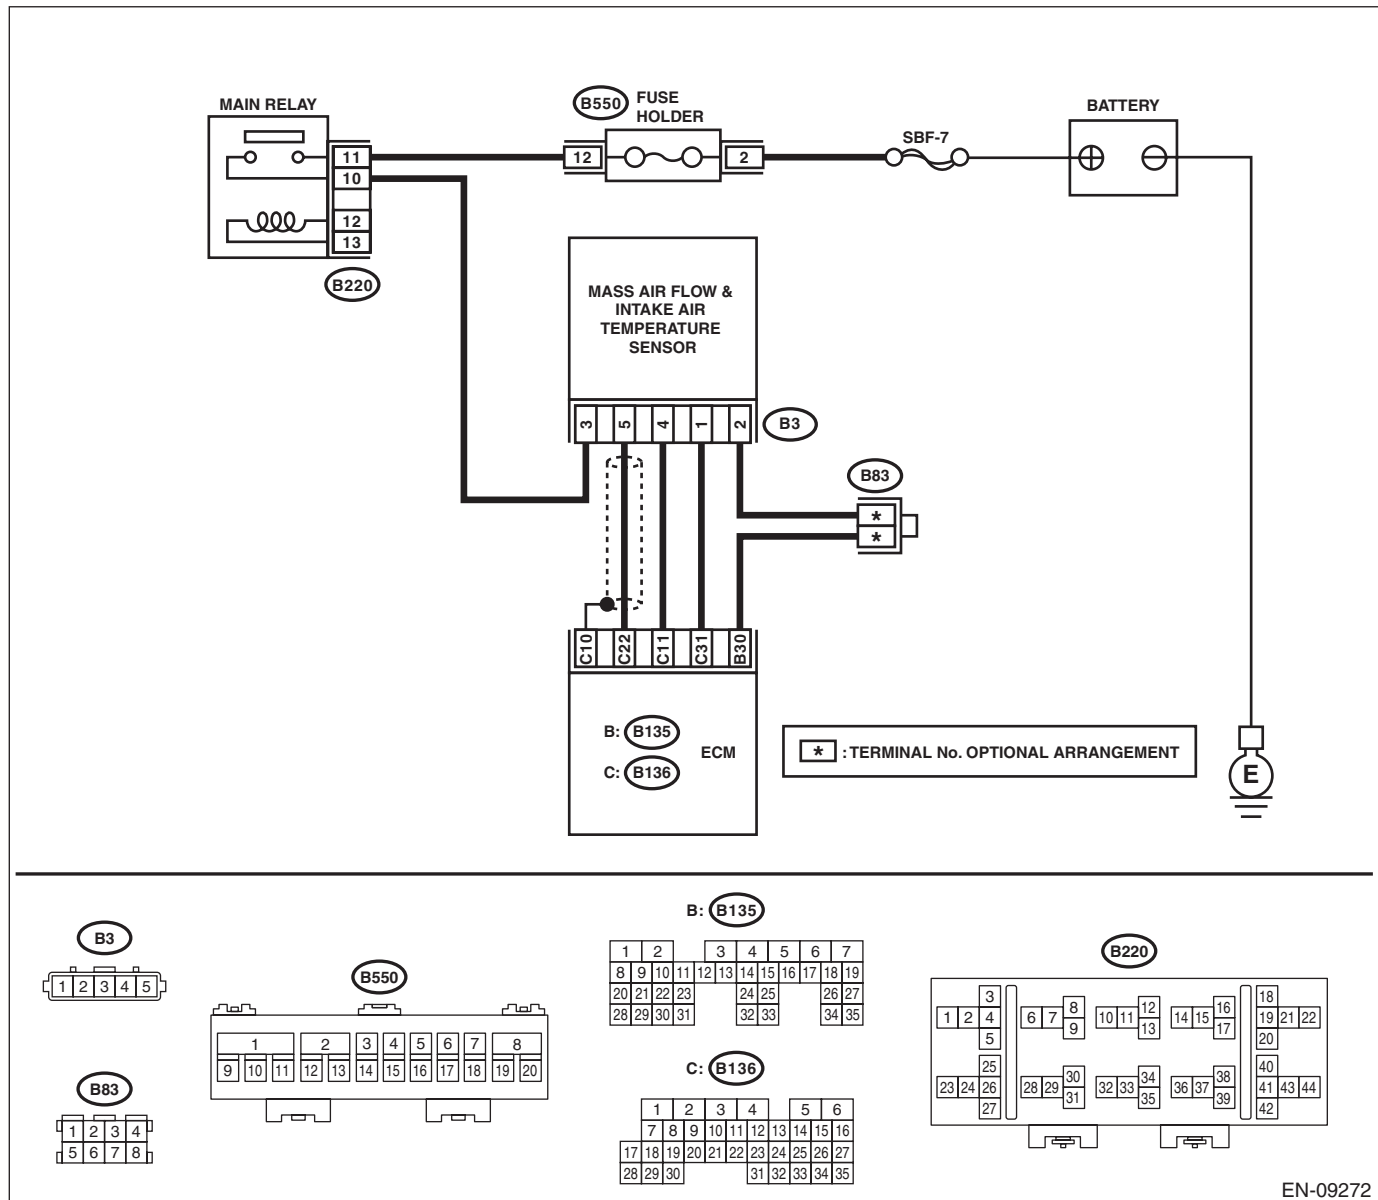 MAIN RELAY
B550
FUSE
HOLDER
BATTERY
SBF-7
11
10
12
13
12
2
B220
MASS AIR FLOW &
INTAKE AIR
TEMPERATURE
SENSOR
3 5 4 1 2
B3
B83
*
*
C10 C22 C11 C31 B30
B: B135
C: B136
ECM
* : TERMINAL No. OPTIONAL ARRANGEMENT
E
B3
1 2 3 4 5
B83
1 2 3 4
5 6 7 8
B550
1 2 3 4 5 6 7 8
9 10 11 12 13 14 15 16 17 18 19 20
B: B135
1 2 3 4 5 6 7
8 9 10 11 12 13 14 15 16 17 18 19
20 21 22 23 24 25 26 27
28 29 30 31 32 33 34 35
C: B136
1 2 3 4 5 6
7 8 9 10 11 12 13 14 15 16
17 18 19 20 21 22 23 24 25 26 27
28 29 30 31 32 33 34 35
B220
3 8 12 16 18
1 2 4 6 7 10 11 14 15 19 21 22
5 9 13 17 20
25 30 34 38 40
23 24 26 28 29 32 33 36 37 41 43 44
27 31 35 39 42
EN-09272